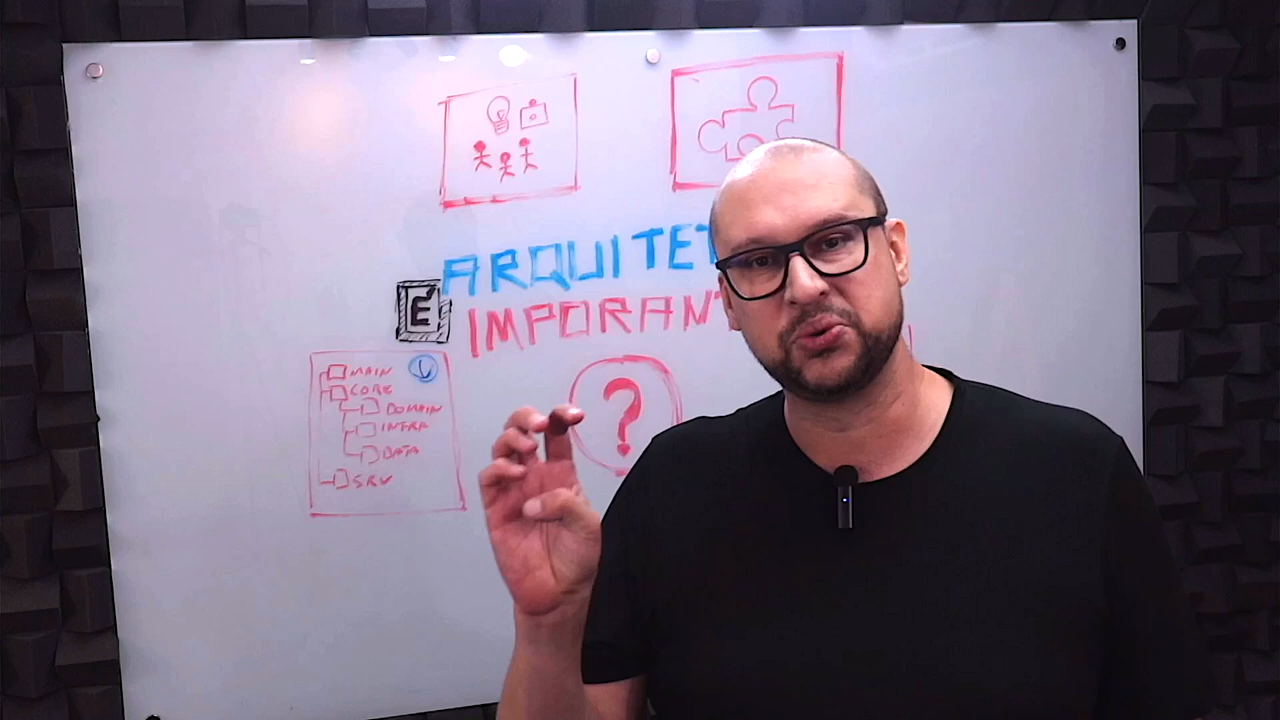 ARQUITET
É IMPORANT
MAIN
CORE
DOMAIN
INFRA
DATA
SRV
?